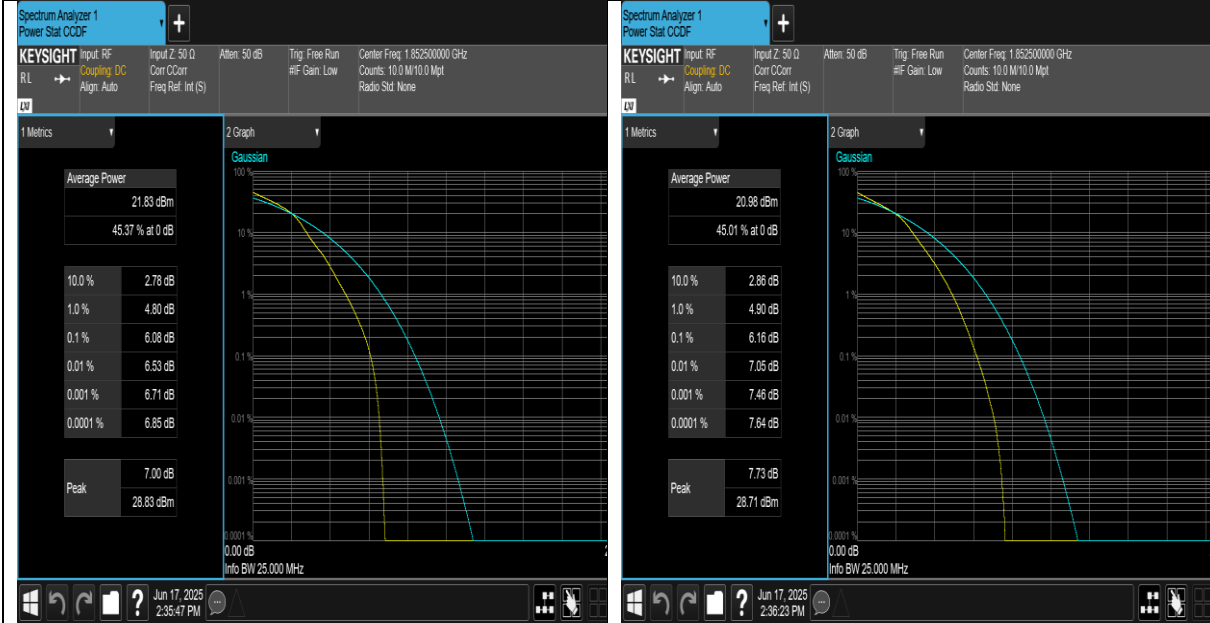 Spectrum Analyzer 1
Power Stat CCDF
KEYSIGHT
Input: RF
Coupling: DC
Align: Auto
Input Z: 50 Ω
Corr CCorr
Freq Ref: Int (S)
Atten: 50 dB
Trig: Free Run
#IF Gain: Low
Center Freq: 1.852500000 GHz
Counts: 10.0 M/10.0 Mpt
Radio Std: None
R L
LXI
1 Metrics
Average Power
21.83 dBm
45.37 % at 0 dB
10.0 % 2.78 dB
1.0 % 4.80 dB
0.1 % 6.08 dB
0.01 % 6.53 dB
0.001 % 6.71 dB
0.0001 % 6.85 dB
Peak
7.00 dB
28.83 dBm
2 Graph
Gaussian
100 %
10 %
1 %
0.1 %
0.01 %
0.001 %
0.0001 %
0.00 dB
Info BW 25.000 MHz
Jun 17, 2025
2:35:47 PM
Spectrum Analyzer 1
Power Stat CCDF
KEYSIGHT
Input: RF
Coupling: DC
Align: Auto
Input Z: 50 Ω
Corr CCorr
Freq Ref: Int (S)
Atten: 50 dB
Trig: Free Run
#IF Gain: Low
Center Freq: 1.852500000 GHz
Counts: 10.0 M/10.0 Mpt
Radio Std: None
R L
LXI
1 Metrics
Average Power
20.98 dBm
45.01 % at 0 dB
10.0 % 2.86 dB
1.0 % 4.90 dB
0.1 % 6.16 dB
0.01 % 7.05 dB
0.001 % 7.46 dB
0.0001 % 7.64 dB
Peak
7.73 dB
28.71 dBm
2 Graph
Gaussian
100 %
10 %
1 %
0.1 %
0.01 %
0.001 %
0.0001 %
0.00 dB
Info BW 25.000 MHz
Jun 17, 2025
2:36:23 PM